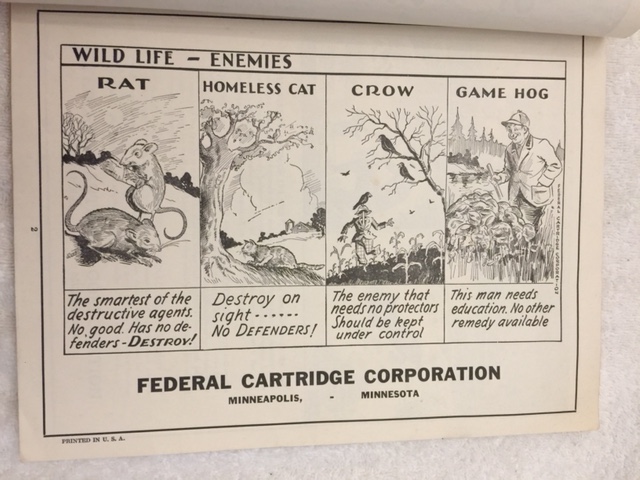 WILD LIFE - ENEMIES
RAT
The smartest of the
destructive agents.
No good. Has no de-
fenders - DESTROY!
HOMELESS CAT
Destroy on
sight ------
NO DEFENDERS!
CROW
The enemy that
needs no protectors
Should be kept
under control
GAME HOG
This man needs
education. No other
remedy available
2
FEDERAL CARTRIDGE CORPORATION
MINNEAPOLIS, - MINNESOTA
PRINTED IN U. S. A.